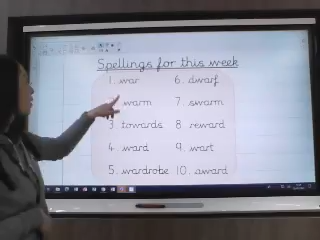 Spellings for this week
1. war 6. dwarf
warm 7. swarm
3. towards 8. reward
4. ward 9. wart
5. wardrobe 10. award